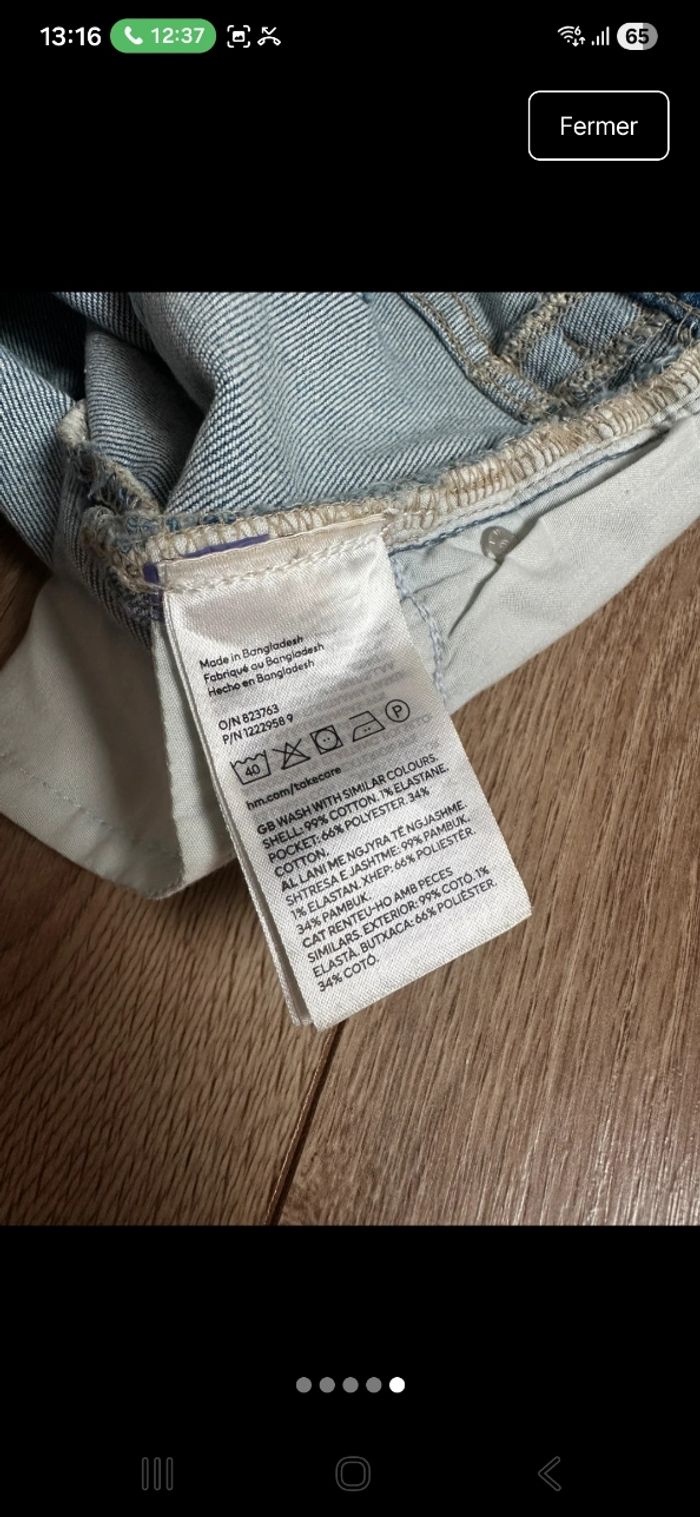 13:16
12:37
65
Fermer
Made in Bangladesh
Fabriqué au Bangladesh
Hecho en Bangladesh
O/N 823763
P/N 1222958 9
40
P
hm.com/takecare
GB WASH WITH SIMILAR COLOURS.
SHELL: 99% COTTON. 1% ELASTANE.
POCKET: 66% POLYESTER. 34%
COTTON.
AL LANI ME NGJYRA TË NGJASHME.
SHTRESA E JASHTME: 99% PAMBUK.
1% ELASTAN. XHEP: 66% POLIESTËR.
34% PAMBUK.
CAT RENTEU-HO AMB PECES
SIMILARS. EXTERIOR: 99% COTÓ. 1%
ELASTÀ. BUTXACA: 66% POLIÈSTER.
34% COTÓ.